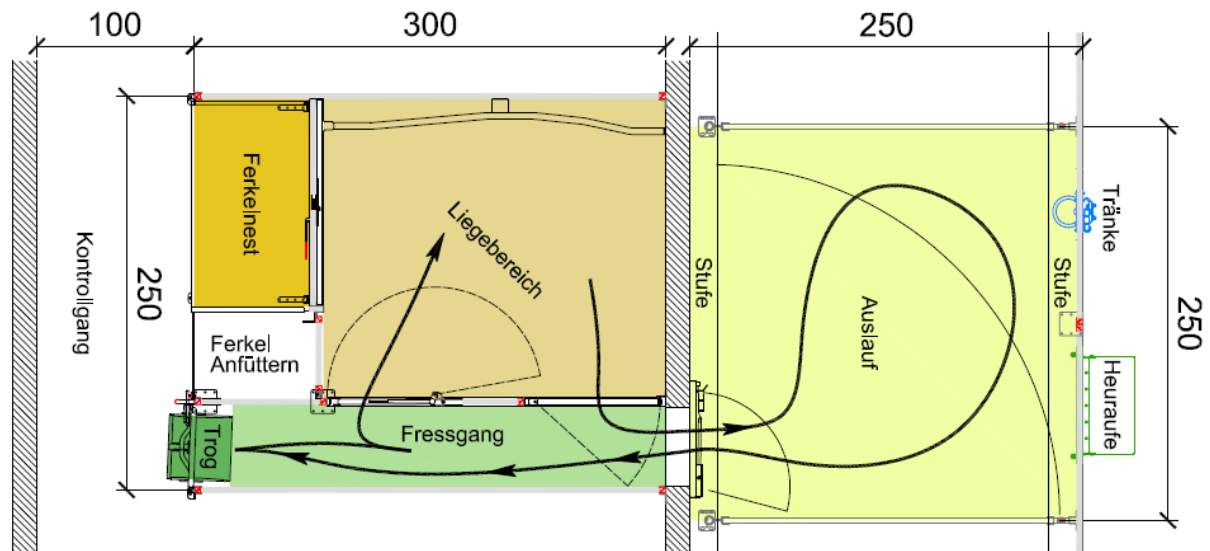 100
300
250
Ferkelnest
Liegebereich
Kontrollgang
250
Ferkel
Anfüttern
Trog
Fressgang
Stufe
Auslauf
Stufe
Tränke
Heuraufe
250